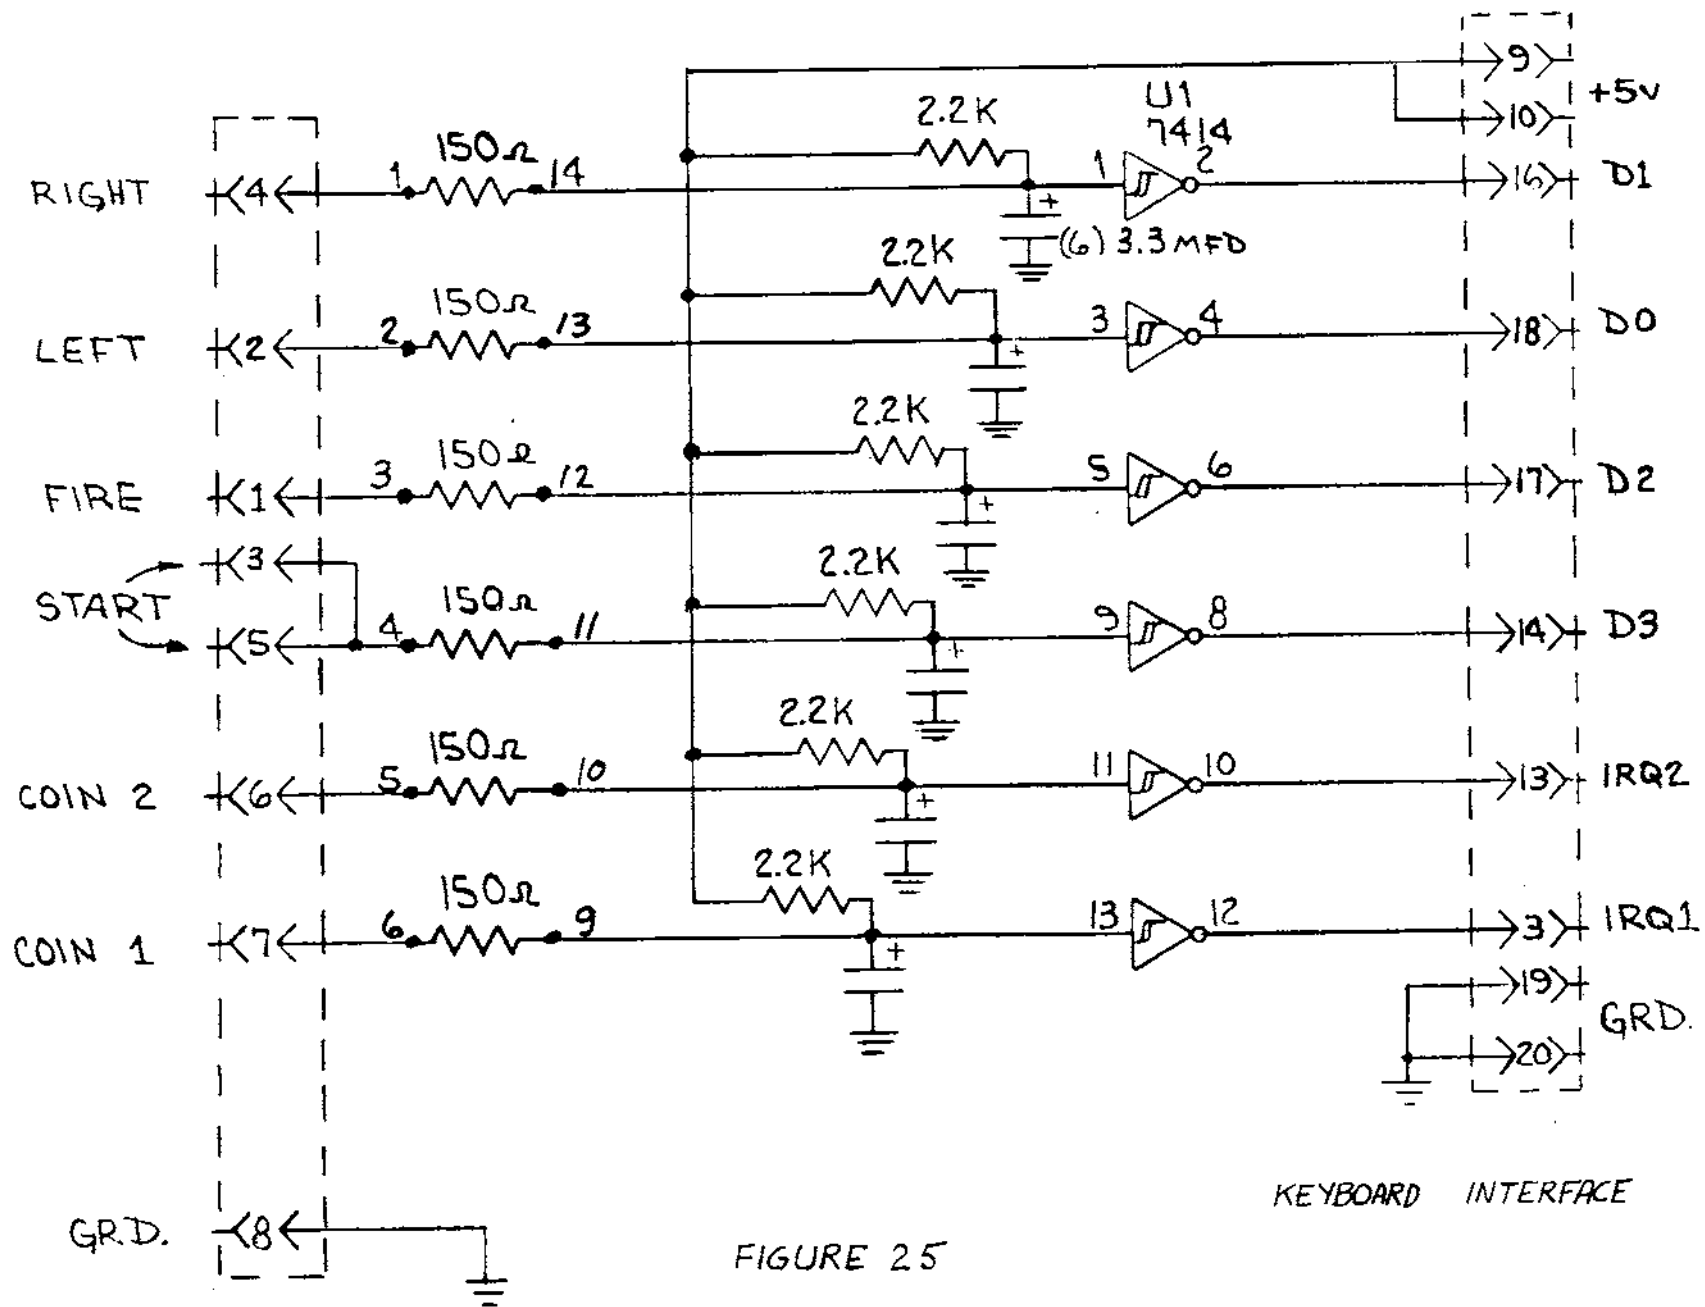 9
+5v
U1
10
2.2K
7414
150Ω
RIGHT
4
1
14
1
2
16
D1
+
(6) 3.3 MFD
2.2K
150Ω
LEFT
2
2
13
3
4
18
D0
+
2.2K
150Ω
FIRE
1
3
12
5
6
17
D2
+
3
2.2K
START
150Ω
5
4
11
9
8
14
D3
+
2.2K
150Ω
COIN 2
6
5
10
11
10
13
IRQ2
+
2.2K
150Ω
COIN 1
7
6
9
13
12
3
IRQ1
+
19
GRD.
20
KEYBOARD INTERFACE
GRD.
8
FIGURE 25